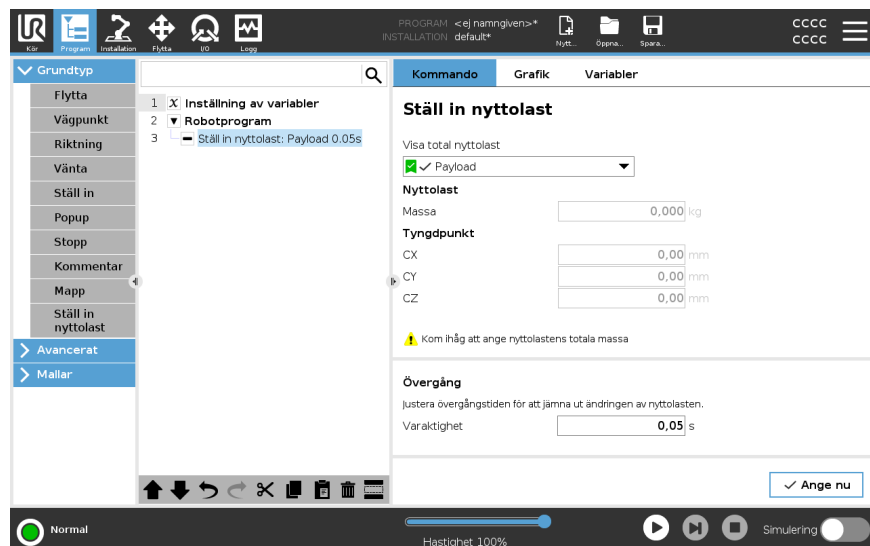 PROGRAM <ej namngiven>*
INSTALLATION default*
CCCC
CCCC
Kör
Program
Installation
Flytta
I/O
Logg
Nytt...
Öppna...
Spara...
Grundtyp
Flytta
Vägpunkt
Riktning
Vänta
Ställ in
Popup
Stopp
Kommentar
Mapp
Ställ in
nyttolast
Avancerat
Mallar
1 X Inställning av variabler
2 Robotprogram
3 Ställ in nyttolast: Payload 0.05s
Kommando Grafik Variabler
Ställ in nyttolast
Visa total nyttolast
Payload
Nyttolast
Massa 0,000 kg
Tyngdpunkt
CX 0,00 mm
CY 0,00 mm
CZ 0,00 mm
Kom ihåg att ange nyttolastens totala massa
Övergång
Justera övergångstiden för att jämna ut ändringen av nyttolasten.
Varaktighet 0,05 s
Ange nu
Normal
Hastighet 100%
Simulering